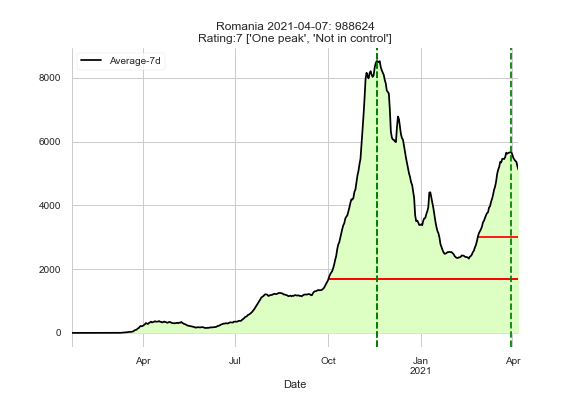 Romania 2021-04-07: 988624
Rating:7 ['One peak', 'Not in control']
Average-7d
8000
6000
4000
2000
0
Apr
Jul
Oct
Jan
2021
Apr
Date